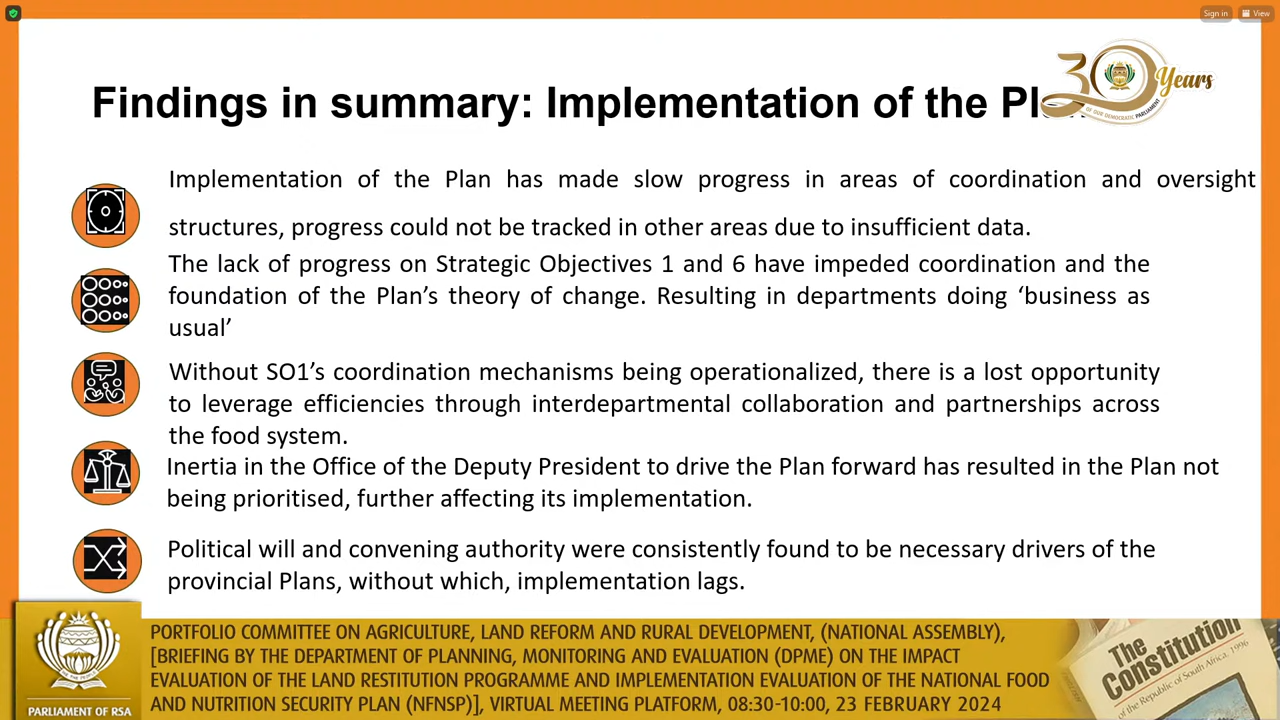 Sign in
View
Findings in summary: Implementation of the
30 Years
OF OUR DEMOCRATIC PARLIAMENT
Implementation of the Plan has made slow progress in areas of coordination and oversight
structures, progress could not be tracked in other areas due to insufficient data.
The lack of progress on Strategic Objectives 1 and 6 have impeded coordination and the
foundation of the Plan’s theory of change. Resulting in departments doing ‘business as
usual’
Without SO1’s coordination mechanisms being operationalized, there is a lost opportunity
to leverage efficiencies through interdepartmental collaboration and partnerships across
the food system.
Inertia in the Office of the Deputy President to drive the Plan forward has resulted in the Plan not
being prioritised, further affecting its implementation.
Political will and convening authority were consistently found to be necessary drivers of the
provincial Plans, without which, implementation lags.
PORTFOLIO COMMITTEE ON AGRICULTURE, LAND REFORM AND RURAL DEVELOPMENT, (NATIONAL ASSEMBLY),
[BRIEFING BY THE DEPARTMENT OF PLANNING, MONITORING AND EVALUATION (DPME) ON THE IMPACT
EVALUATION OF THE LAND RESTITUTION PROGRAMME AND IMPLEMENTATION EVALUATION OF THE NATIONAL FOOD
AND NUTRITION SECURITY PLAN (NFNSP)], VIRTUAL MEETING PLATFORM, 08:30-10:00, 23 FEBRUARY 2024
PARLIAMENT OF RSA
The
Constitution
of the Republic of South Africa, 1996